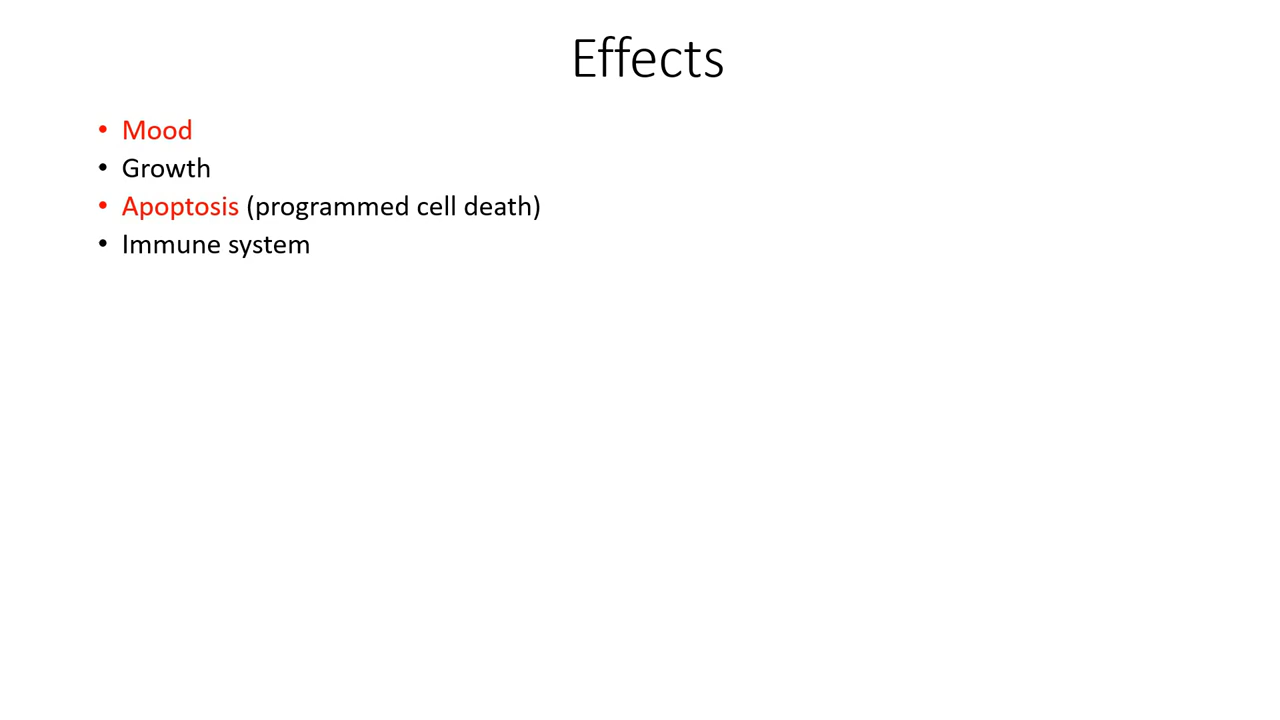 Effects
• Mood
• Growth
• Apoptosis (programmed cell death)
• Immune system